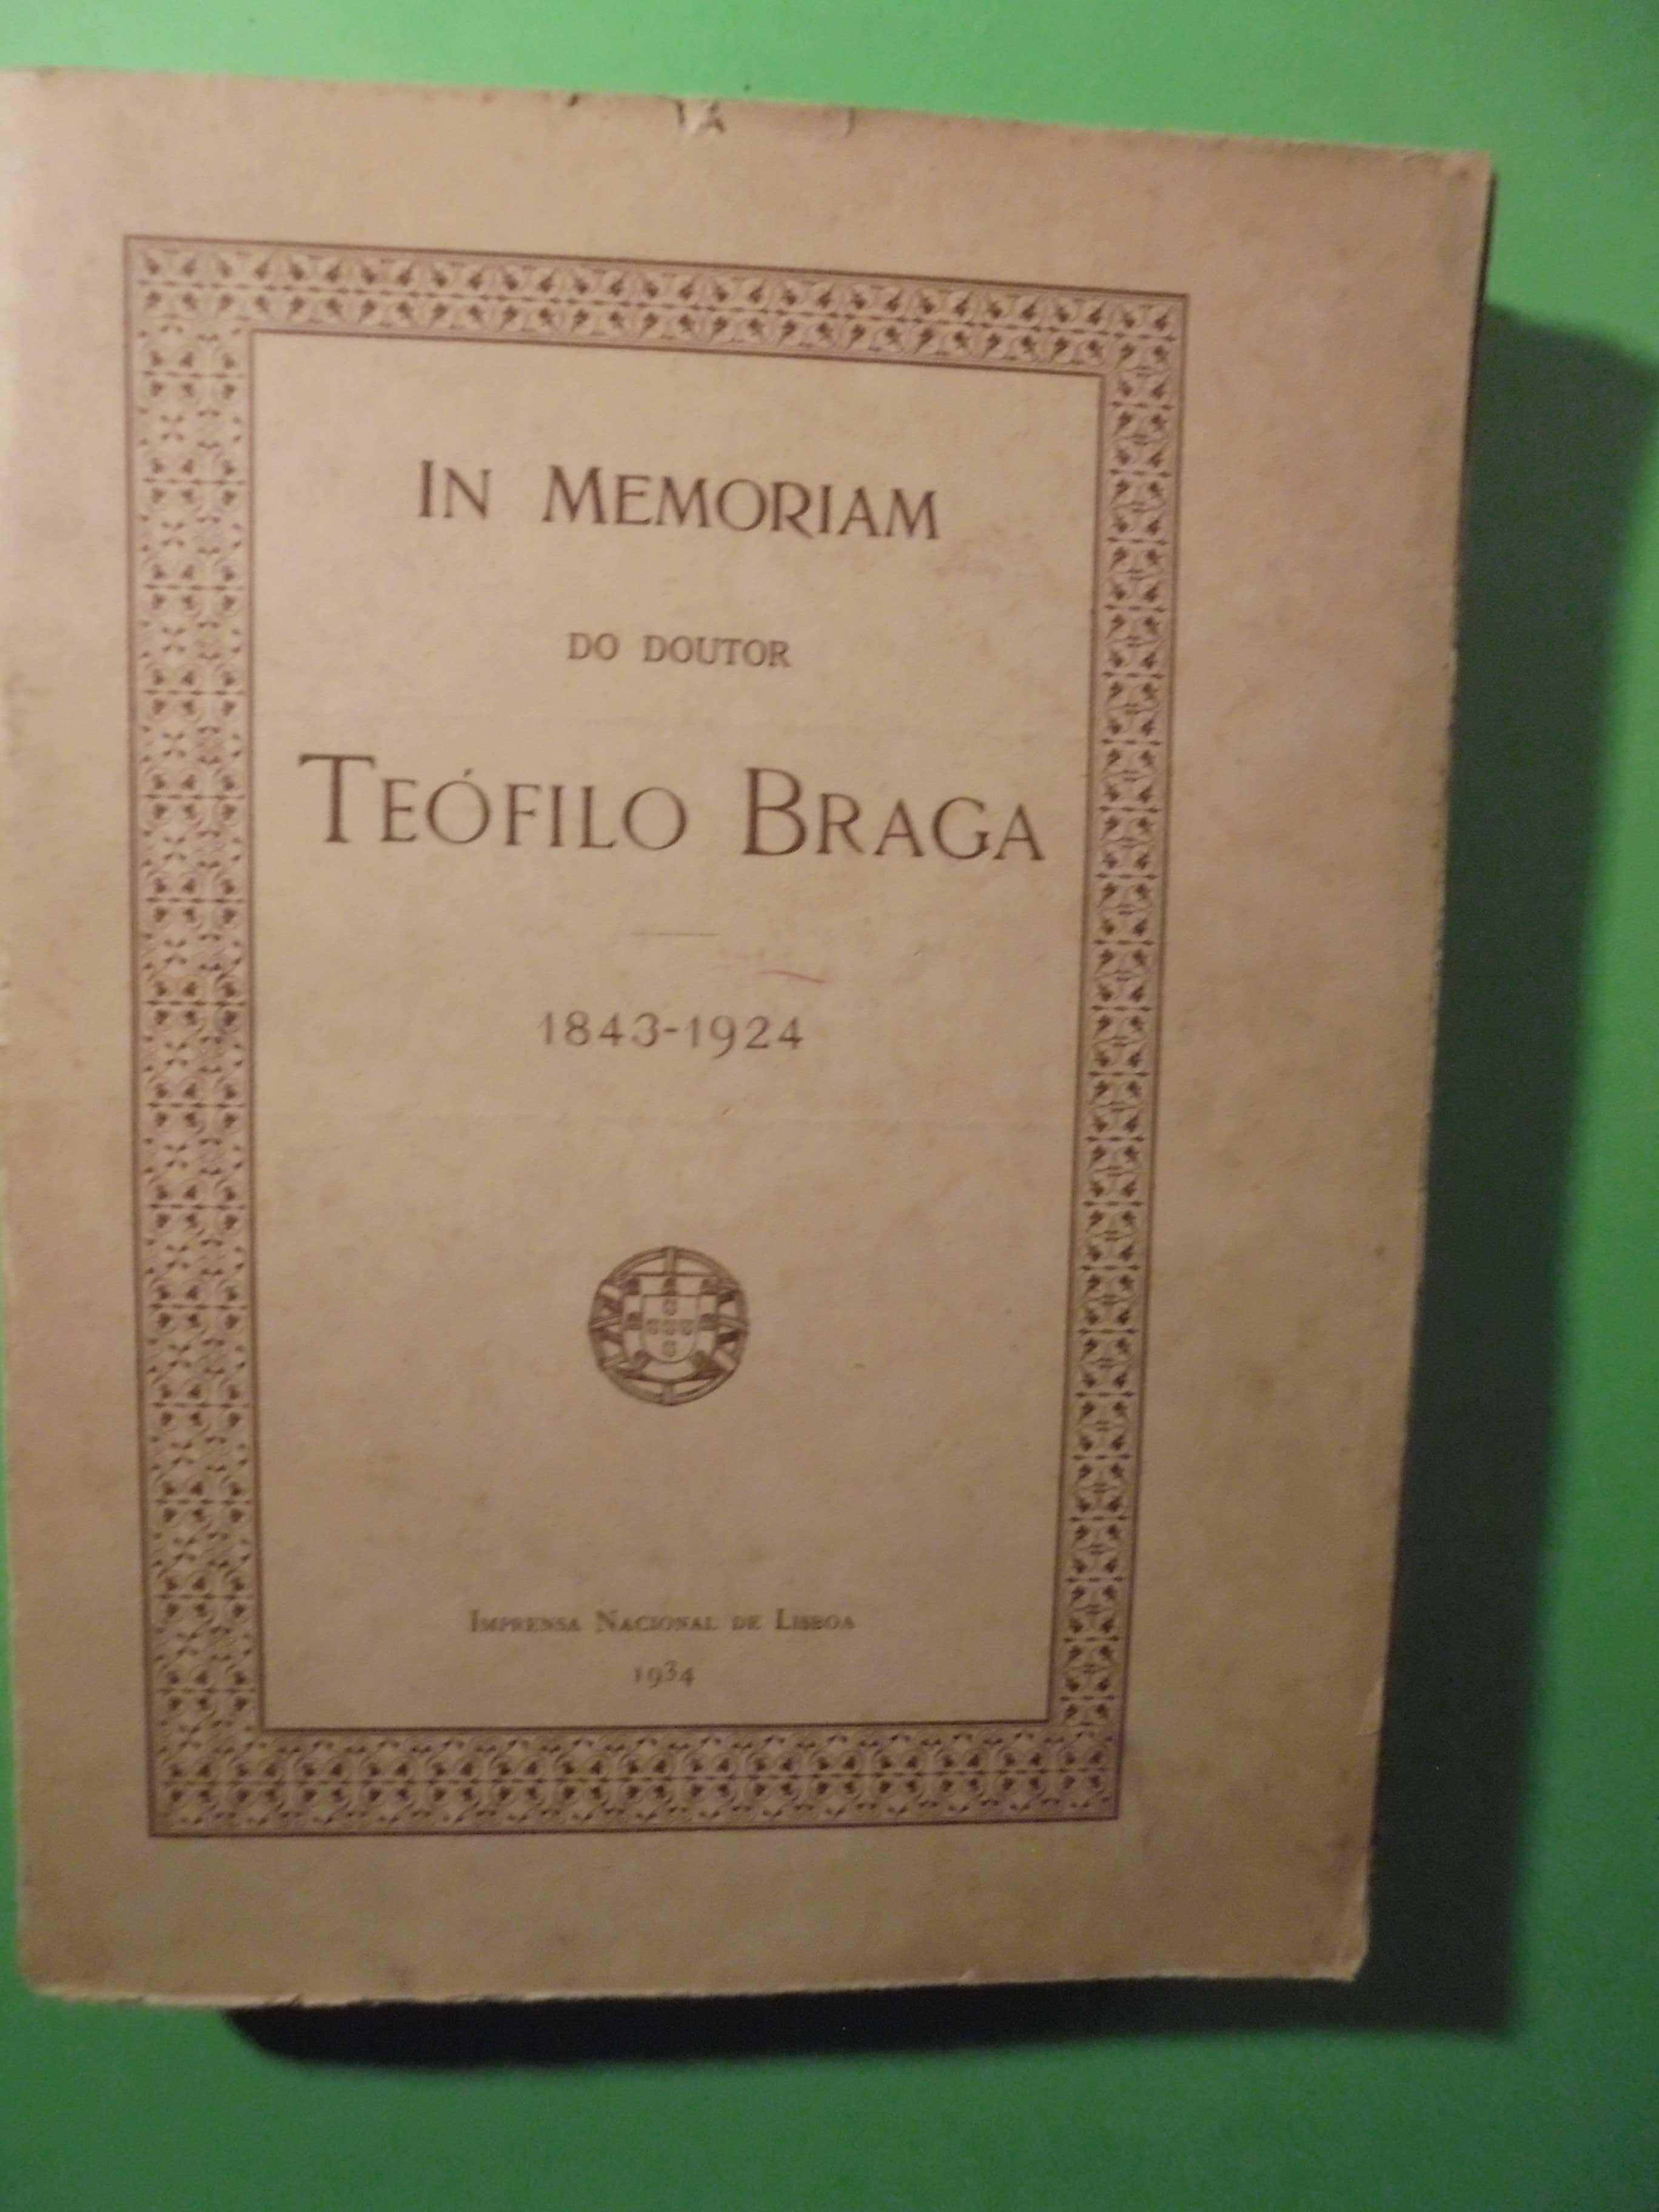 IN MEMORIAM
DO DOUTOR
TEÓFILO BRAGA
1843-1924
IMPRENSA NACIONAL DE LISBOA
1934